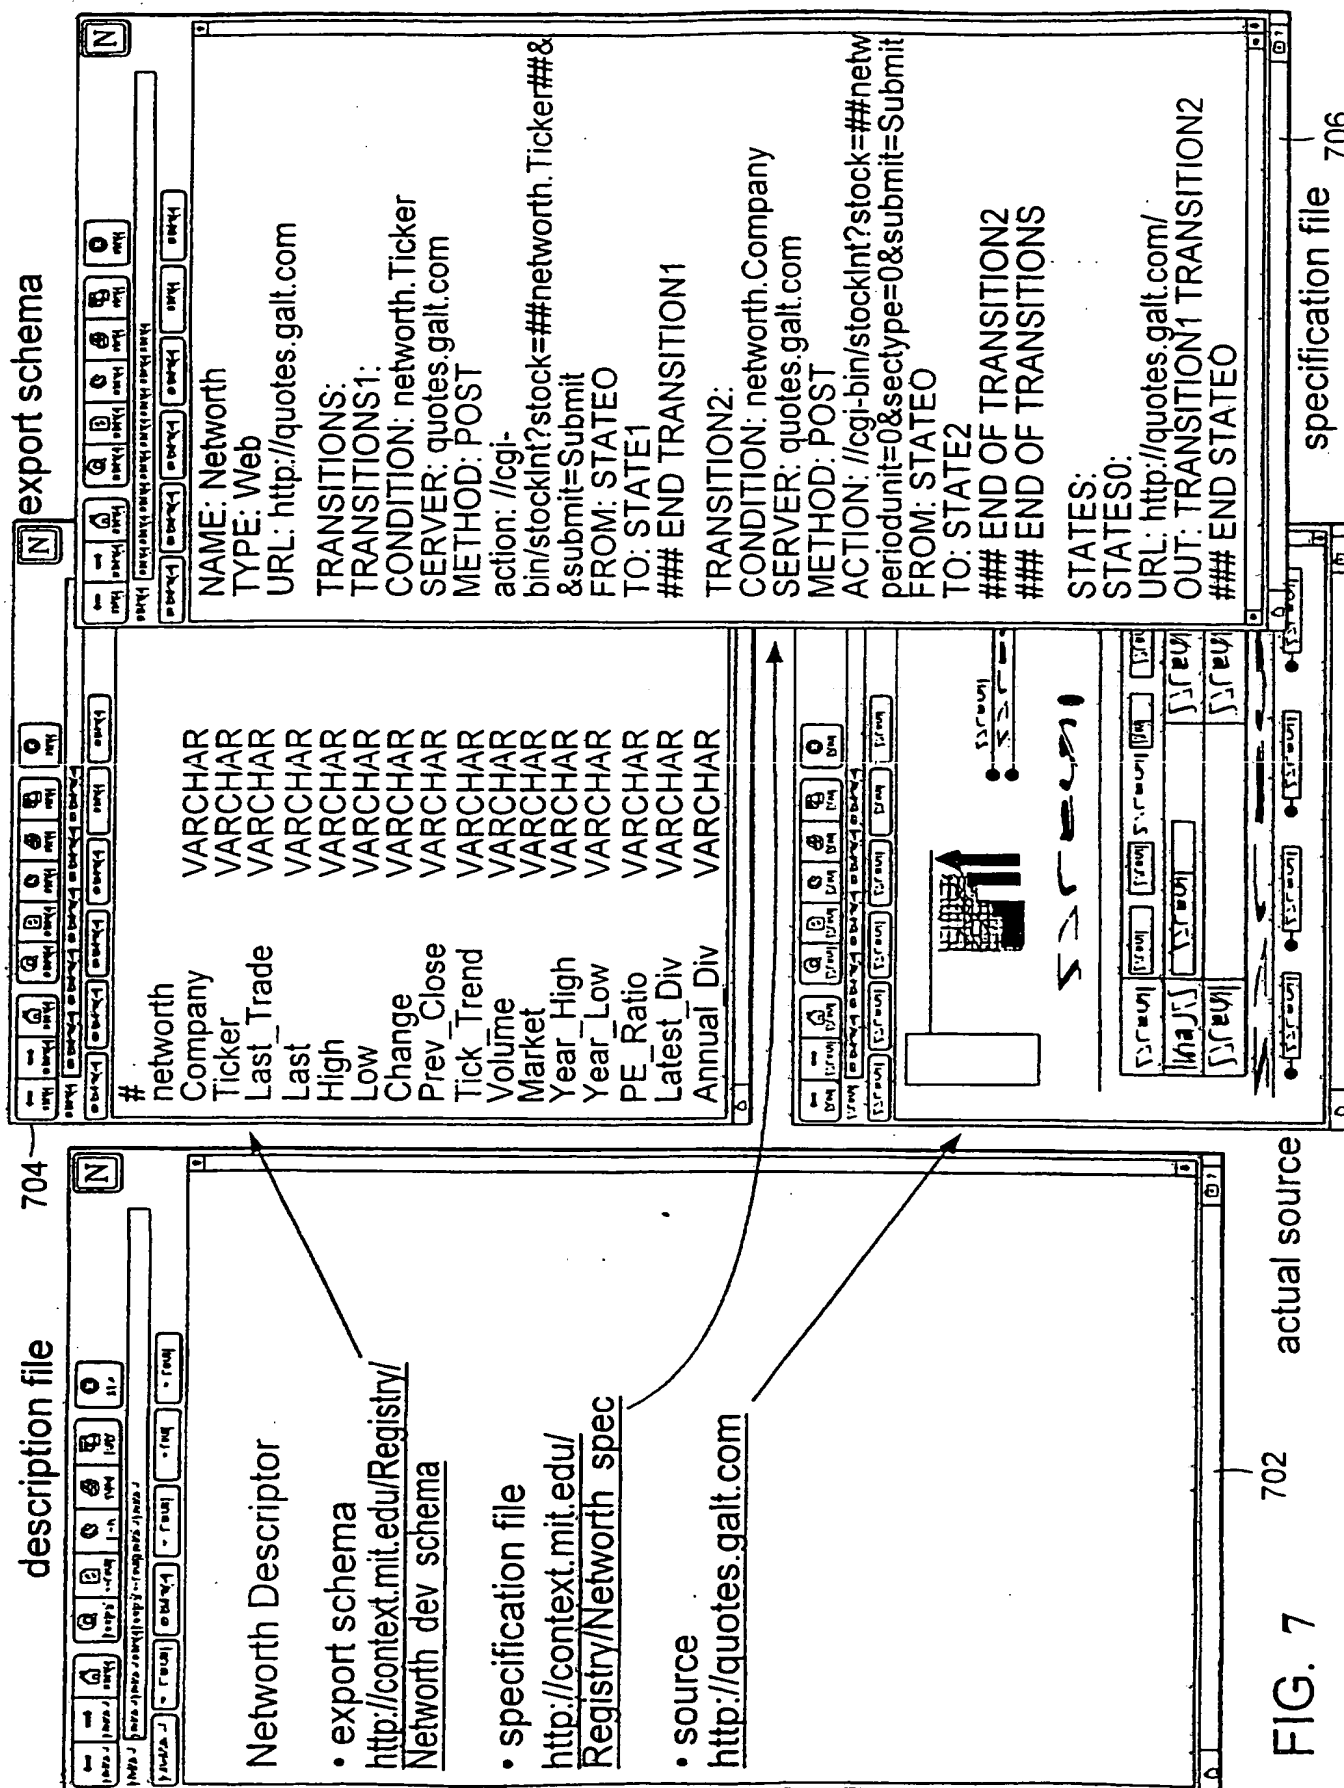 description file
N
Networth Descriptor
• export schema
http://context.mit.edu/Registry/
Networth dev schema
• specification file
http://context.mit.edu/
Registry/Networth spec
• source
http://quotes.galt.com
702
704
export schema
N
#
networth
Company VARCHAR
Ticker VARCHAR
Last_Trade VARCHAR
Last VARCHAR
High VARCHAR
Low VARCHAR
Change VARCHAR
Prev_Close VARCHAR
Tick_Trend VARCHAR
Volume VARCHAR
Market VARCHAR
Year_High VARCHAR
Year_Low VARCHAR
PE_Ratio VARCHAR
Latest_Div VARCHAR
Annual_Div VARCHAR
actual source
N
NAME: Networth
TYPE: Web
URL: http://quotes.galt.com
TRANSITIONS:
TRANSITIONS1:
CONDITION: networth.Ticker
SERVER: quotes.galt.com
METHOD: POST
action: //cgi-
bin/stockInt?stock=##networth.Ticker##&
&submit=Submit
FROM: STATEO
TO: STATE1
### END TRANSITION1
TRANSITION2:
CONDITION: networth.Company
SERVER: quotes.galt.com
METHOD: POST
ACTION: //cgi-bin/stockInt?stock=##netw
periodunit=0&sectype=0&submit=Submit
FROM: STATEO
TO: STATE2
### END OF TRANSITION2
### END OF TRANSITIONS
STATES:
STATES0:
URL: http://quotes.galt.com/
OUT: TRANSITION1 TRANSITION2
### END STATEO
specification file
706
FIG. 7